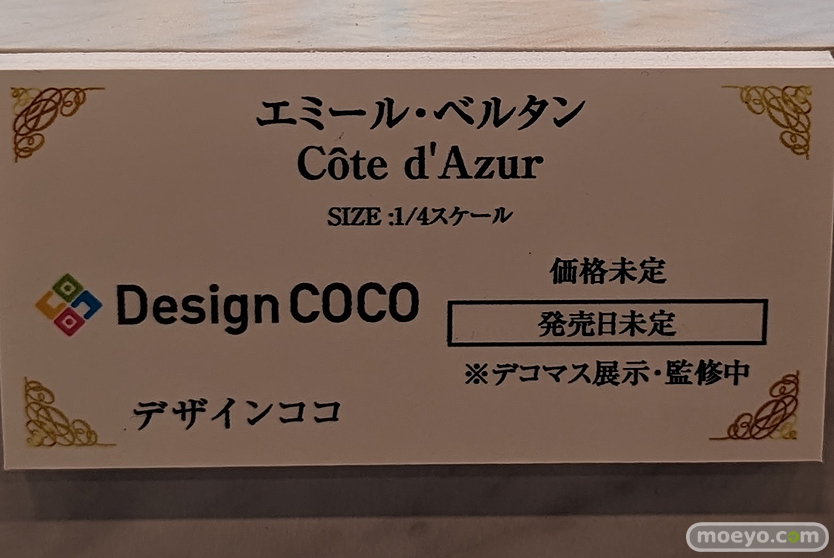 エミール・ベルタン
Côte d'Azur
SIZE :1/4スケール
Design COCO
価格未定
発売日未定
※デコマス展示・監修中
デザインココ
moeyo.com